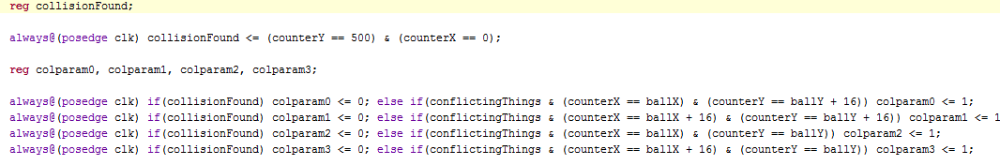 reg collisionFound;
always@(posedge clk) collisionFound <= (counterY == 500) & (counterX == 0);
reg colparam0, colparam1, colparam2, colparam3;
always@(posedge clk) if(collisionFound) colparam0 <= 0; else if(conflictingThings & (counterX == ballX) & (counterY == ballY + 16)) colparam0 <= 1;
always@(posedge clk) if(collisionFound) colparam1 <= 0; else if(conflictingThings & (counterX == ballX + 16) & (counterY == ballY + 16)) colparam1 <= 1
always@(posedge clk) if(collisionFound) colparam2 <= 0; else if(conflictingThings & (counterX == ballX) & (counterY == ballY)) colparam2 <= 1;
always@(posedge clk) if(collisionFound) colparam3 <= 0; else if(conflictingThings & (counterX == ballX + 16) & (counterY == ballY)) colparam3 <= 1;